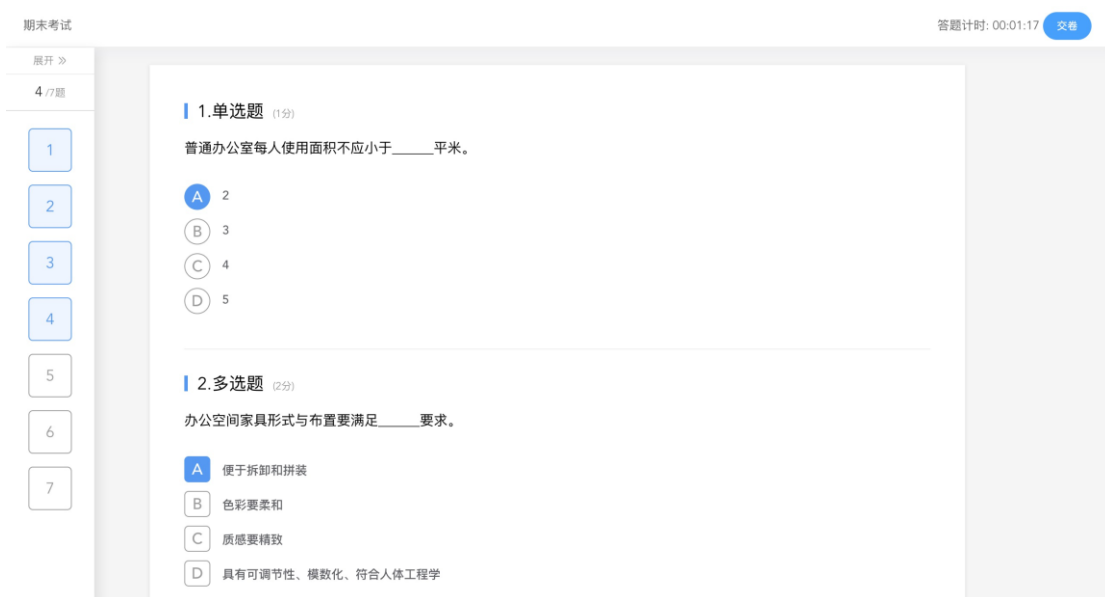 期末考试
答题计时: 00:01:17 交卷
展开 »
4 /7题
1
2
3
4
5
6
7
1.单选题 (1分)
普通办公室每人使用面积不应小于______平米。
A 2
B 3
C 4
D 5
2.多选题 (2分)
办公空间家具形式与布置要满足______要求。
A 便于拆卸和拼装
B 色彩要柔和
C 质感要精致
D 具有可调节性、模数化、符合人体工程学